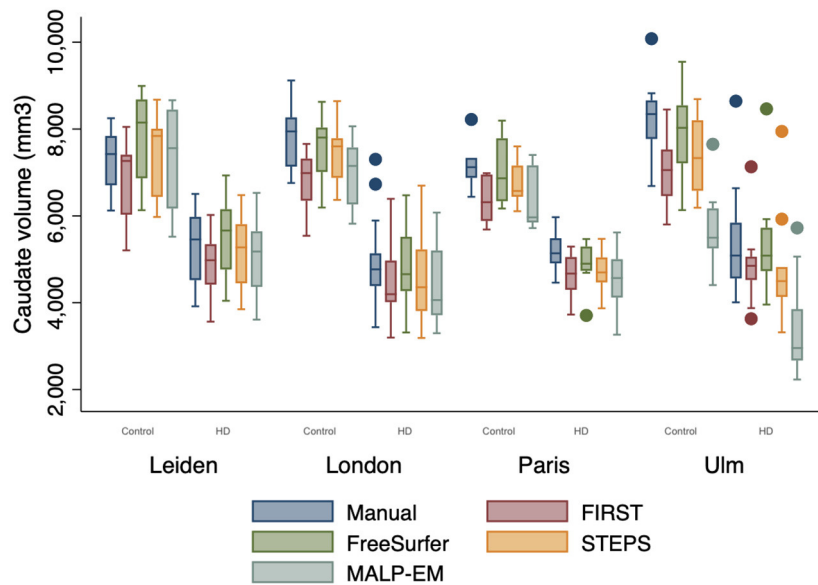 Caudate volume (mm3)
10,000
8,000
6,000
4,000
2,000
Control HD Control HD Control HD Control HD
Leiden London Paris Ulm
Manual FIRST
FreeSurfer STEPS
MALP-EM